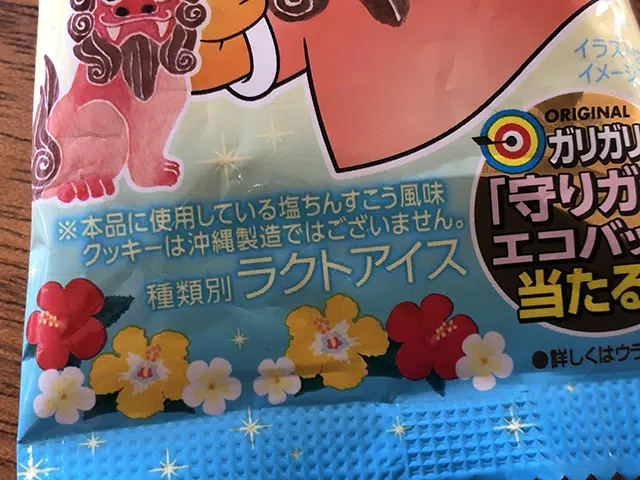 イラスト
イメージ
ORIGINAL
ガリガリ
「守りガ
エコバッ
当たる
●詳しくはウラ
※本品に使用している塩ちんすこう風味
クッキーは沖縄製造ではございません。
種類別 ラクトアイス